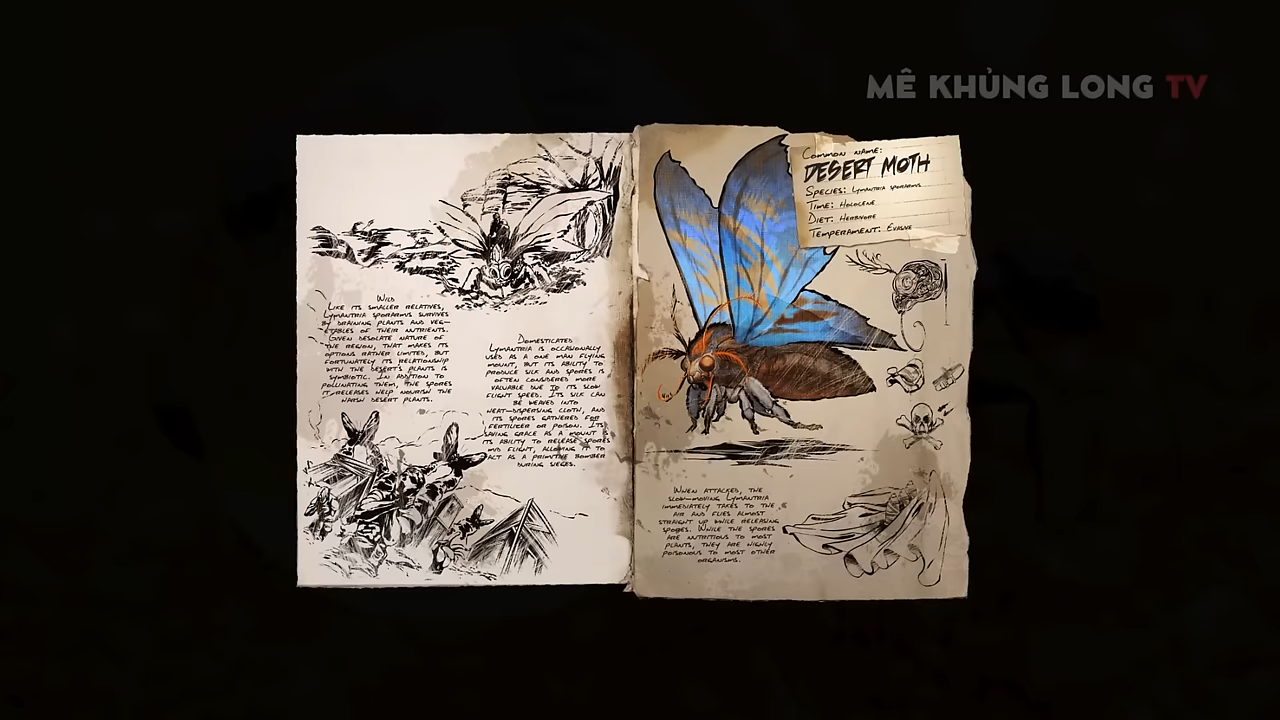 MÊ KHỦNG LONG TV
Wild
Like its smaller relatives,
Lymantria sporarmus survives
by draining plants and veg-
etables of their nutrients.
Given desolate nature of
the region, that makes its
options rather limited, but
fortunately its relationship
with the desert's plants is
symbiotic. In addition to
pollinating them, the spores
it releases help nourish the
harsh desert plants.
Domesticated
Lymantria is occasionally
used as a one man flying
mount, but its ability to
produce silk and spores is
often considered more
valuable due to its slow
flight speed. Its silk can
be weaved into
heat-dispersing cloth, and
its spores gathered for
fertilizer or poison. Its
saving grace as a mount is
its ability to release spores
mid flight, allowing it to
act as a primitive bomber
during sieges.
Common name:
DESERT MOTH
Species: Lymantria sporarmus
Time: Holocene
Diet: Herbivore
Temperament: Evasive
When attacked, the
slow-moving Lymantria
immediately takes to the
air and flies almost
straight up while releasing
spores. While the spores
are nutritious to most
plants, they are highly
poisonous to most other
organisms.